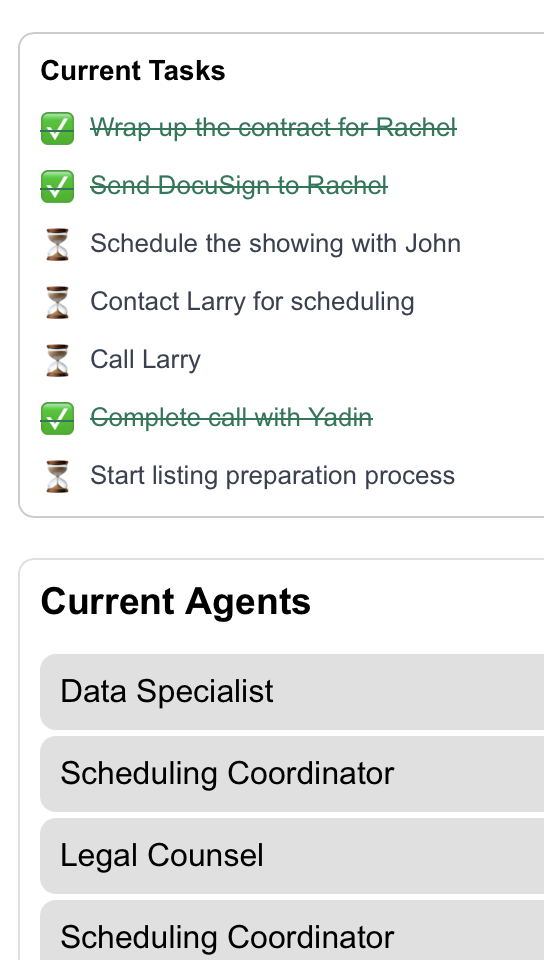 Current Tasks
Wrap up the contract for Rachel
Send DocuSign to Rachel
Schedule the showing with John
Contact Larry for scheduling
Call Larry
Complete call with Yadin
Start listing preparation process
Current Agents
Data Specialist
Scheduling Coordinator
Legal Counsel
Scheduling Coordinator